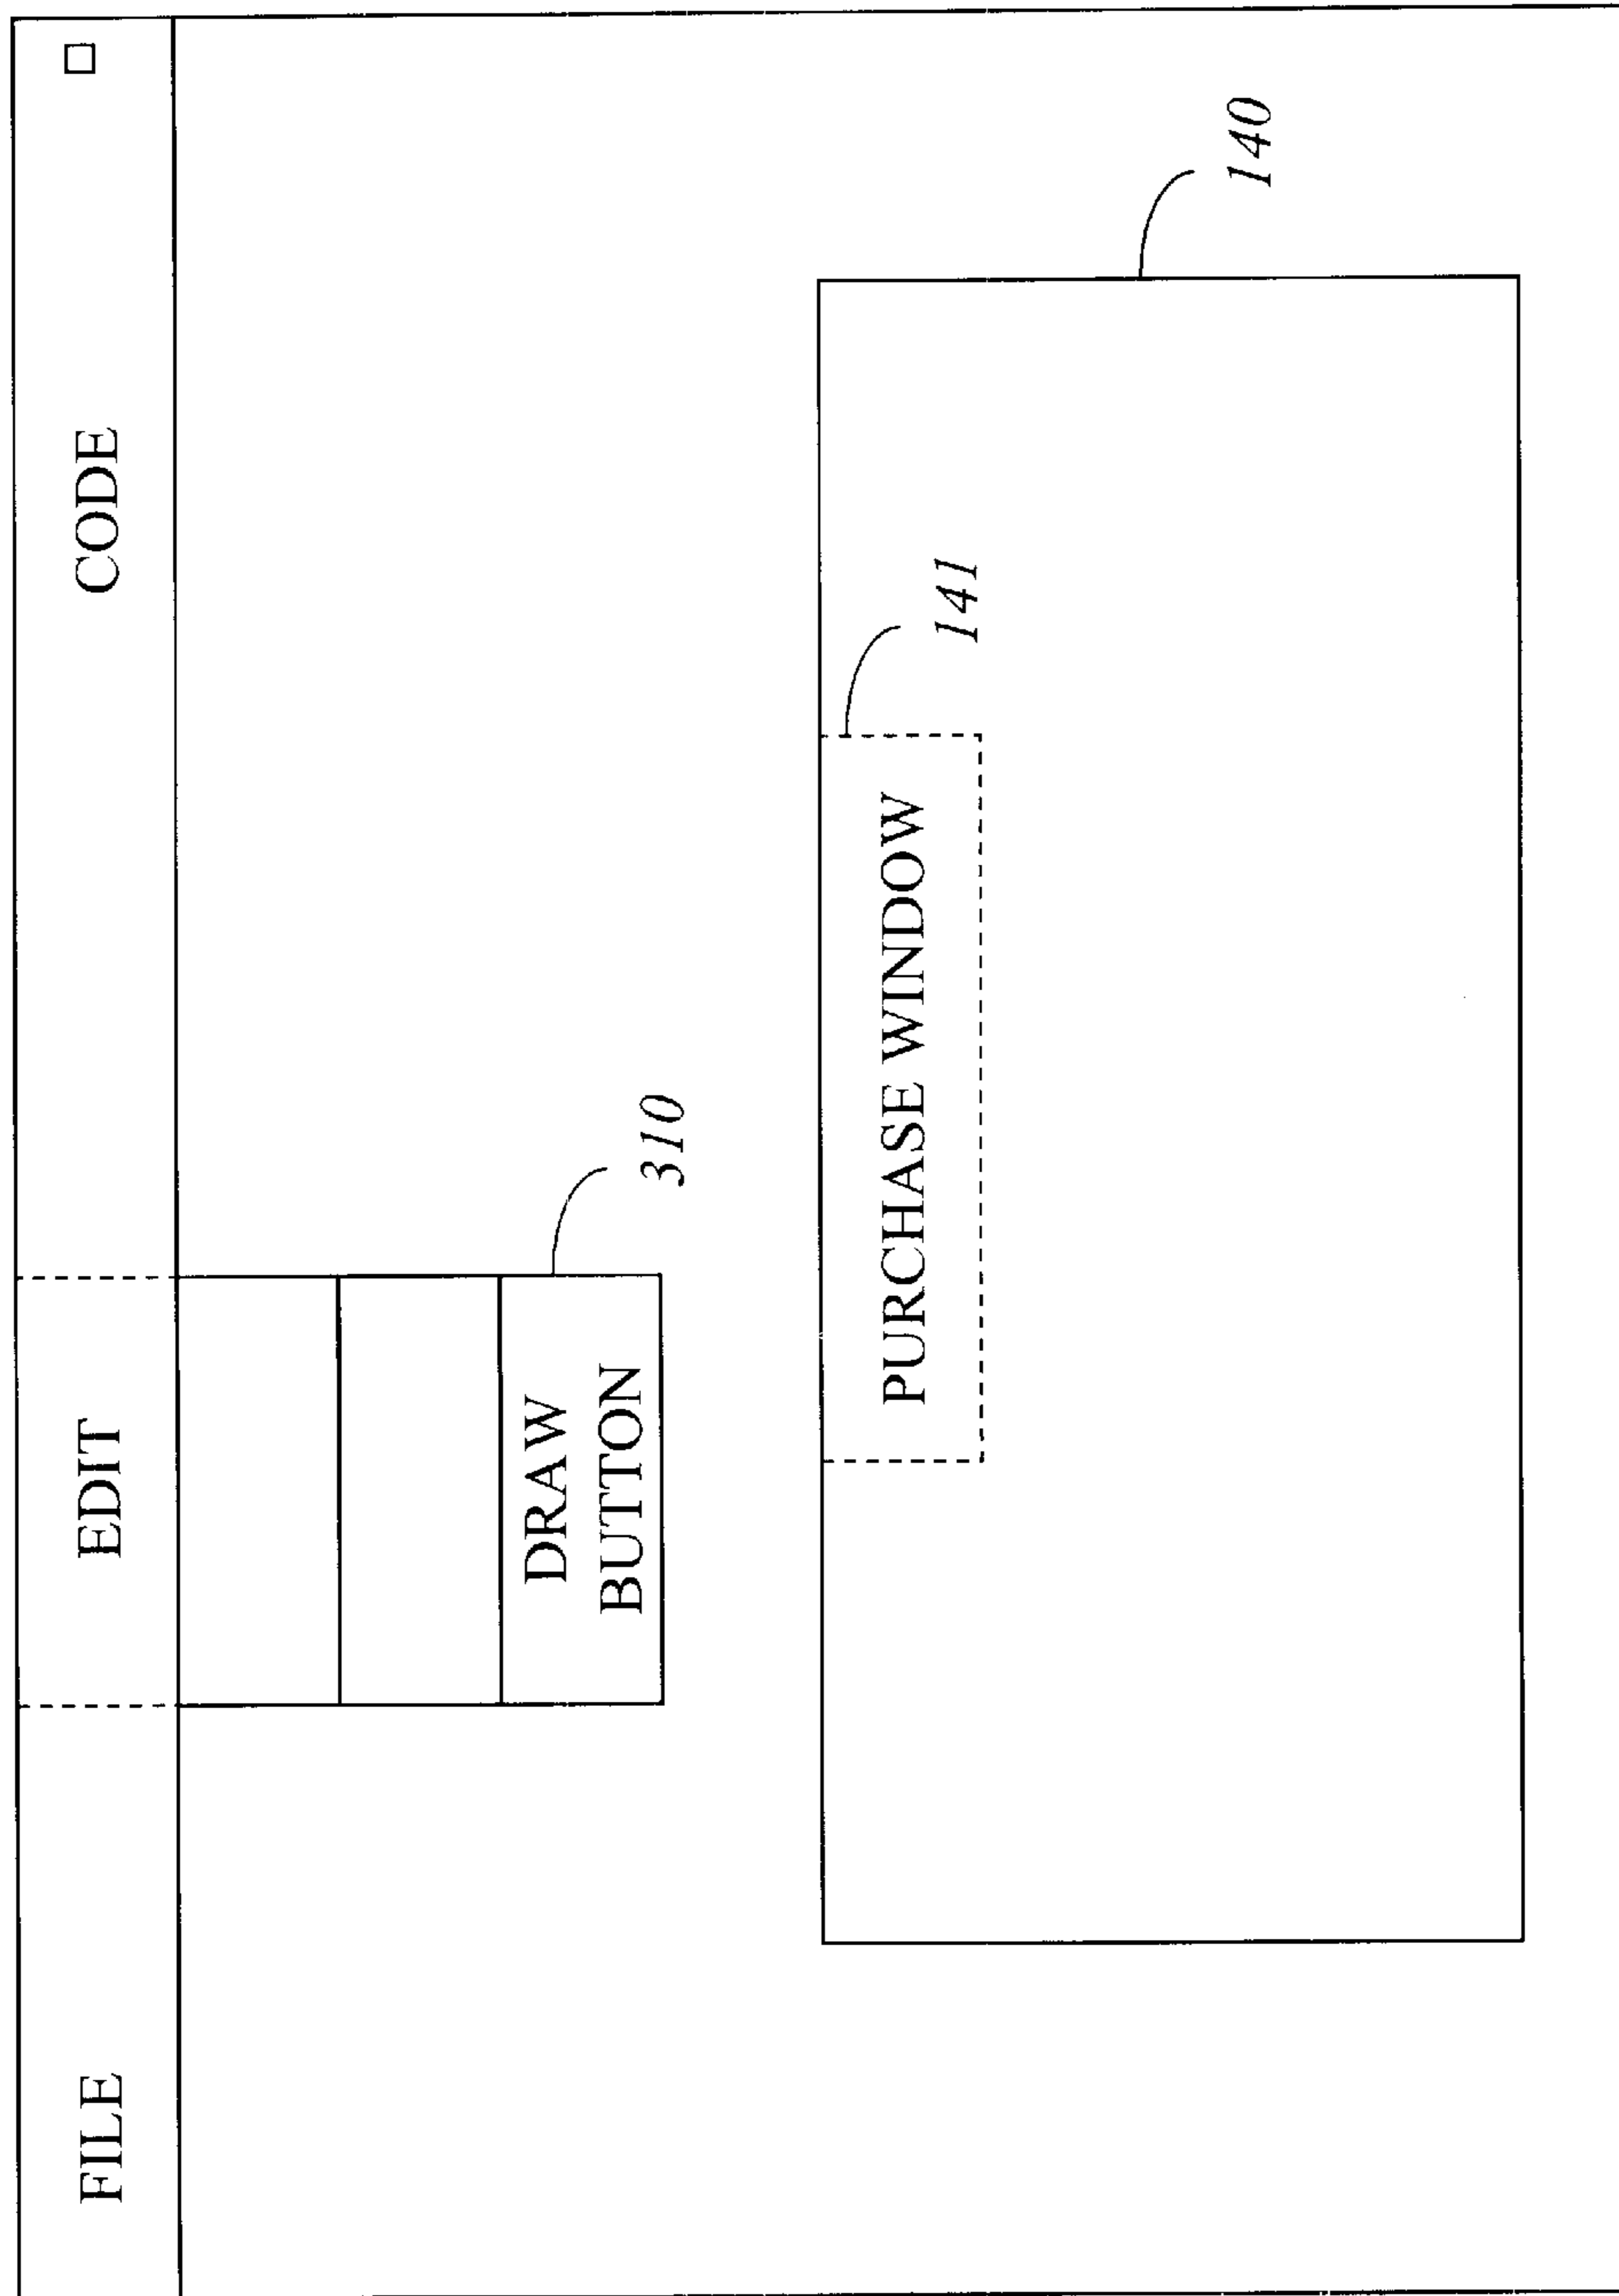 FILE
EDIT
CODE
DRAW
BUTTON
310
PURCHASE WINDOW
141
140